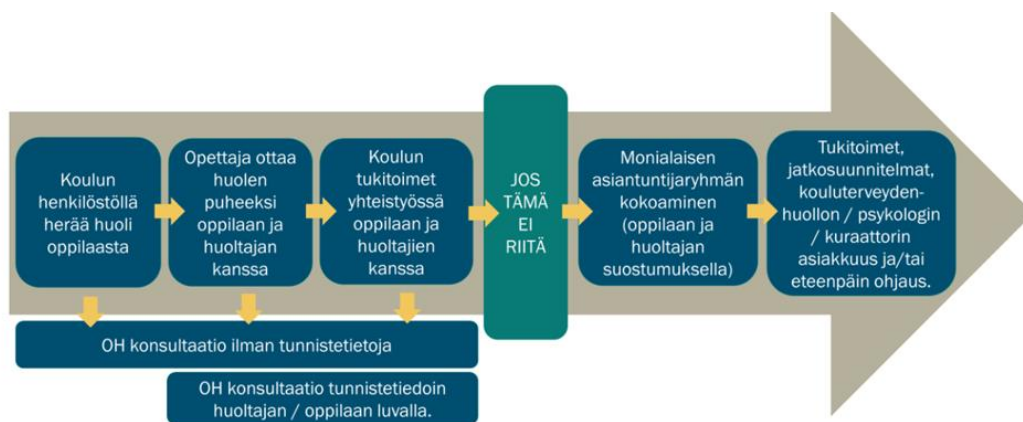 Koulun
henkilöstöllä
herää huoli
oppilaasta
Opettaja ottaa
huolen
puheeksi
oppilaan ja
huoltajan
kanssa
Koulun
tukitoimet
yhteistyössä
oppilaan ja
huoltajien
kanssa
JOS
TÄMÄ
EI
RIITÄ
Monialaisen
asiantuntijaryhmän
kokoaminen
(oppilaan ja
huoltajan
suostumuksella)
Tukitoimet,
jatkosuunnitelmat,
kouluterveyden-
huollon / psykologin
/ kuraattorin
asiakkuus ja/tai
eteenpäin ohjaus.
OH konsultaatio ilman tunnistetietoja
OH konsultaatio tunnistetiedoin
huoltajan / oppilaan luvalla.